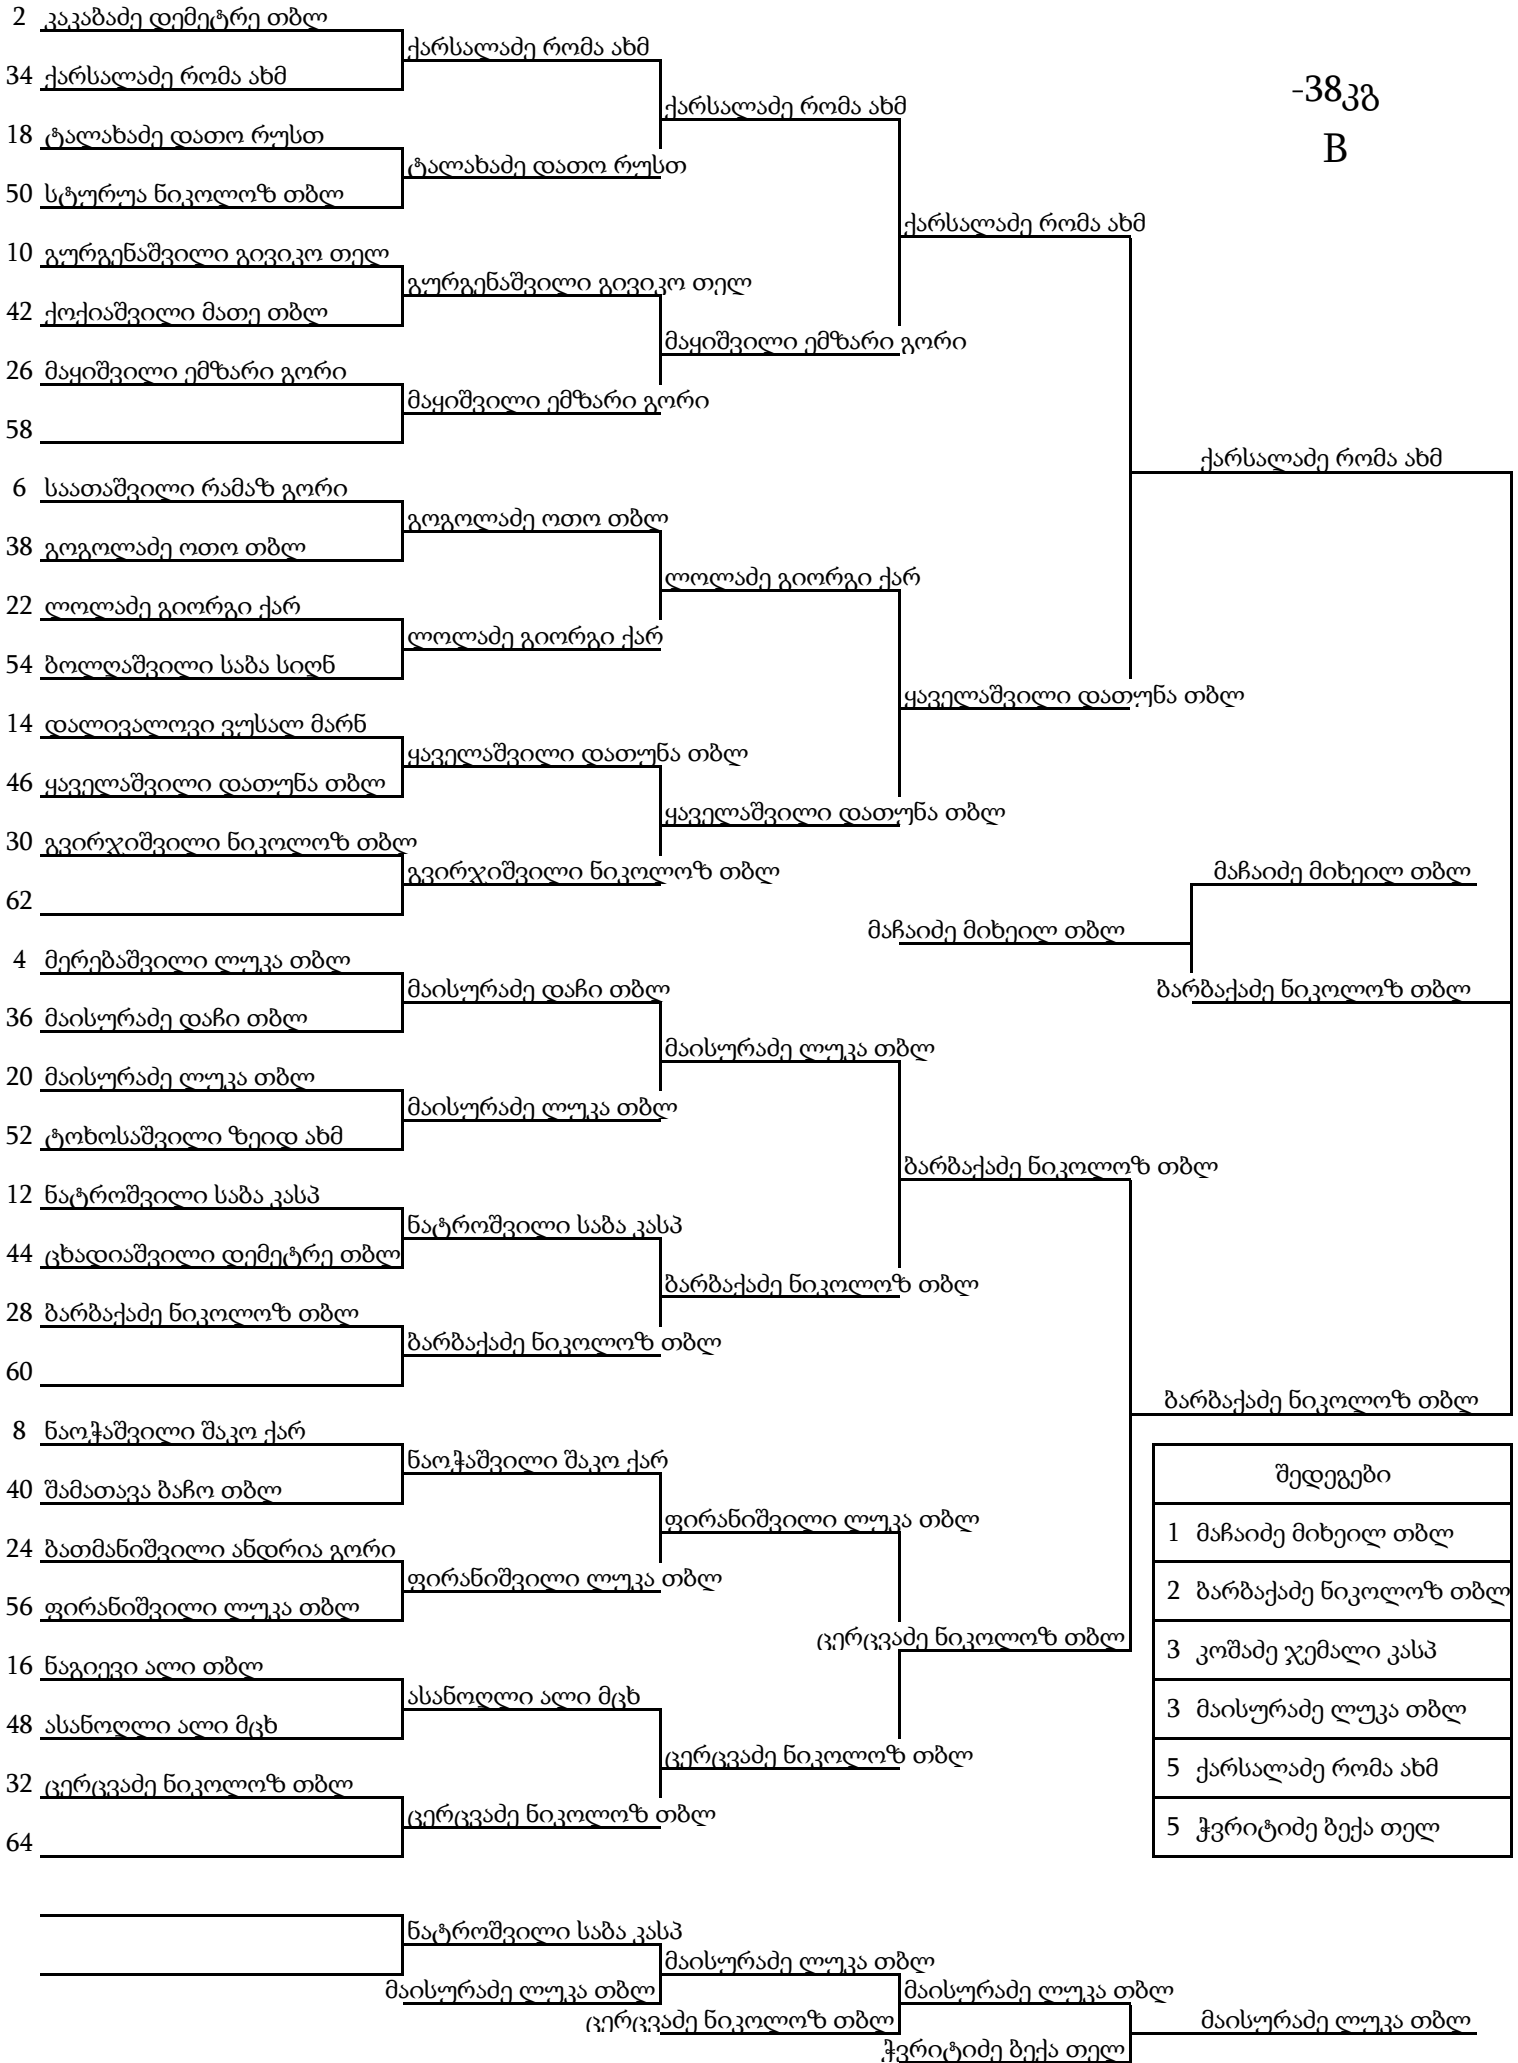 2 კაკაბაძე დემეტრე თბლ
ქარსალაძე რომა ახმ
34 ქარსალაძე რომა ახმ
-38კგ
ქარსალაძე რომა ახმ
18 ტალახაძე დათო რუსთ
B
ტალახაძე დათო რუსთ
50 სტურუა ნიკოლოზ თბლ
ქარსალაძე რომა ახმ
10 გურგენაშვილი გივიკო თელ
გურგენაშვილი გივიკო თელ
42 ქოქიაშვილი მათე თბლ
მაყიშვილი ემზარი გორი
26 მაყიშვილი ემზარი გორი
მაყიშვილი ემზარი გორი
58
ქარსალაძე რომა ახმ
6 საათაშვილი რამაზ გორი
გოგოლაძე ოთო თბლ
38 გოგოლაძე ოთო თბლ
ლოლაძე გიორგი ქარ
22 ლოლაძე გიორგი ქარ
ლოლაძე გიორგი ქარ
54 ბოლღაშვილი საბა სიღნ
ყაველაშვილი დათუნა თბლ
14 დალივალოვი ვუსალ მარნ
ყაველაშვილი დათუნა თბლ
46 ყაველაშვილი დათუნა თბლ
ყაველაშვილი დათუნა თბლ
30 გვირჯიშვილი ნიკოლოზ თბლ
გვირჯიშვილი ნიკოლოზ თბლ
მაჩაიძე მიხეილ თბლ
62
მაჩაიძე მიხეილ თბლ
4 მერებაშვილი ლუკა თბლ
მაისურაძე დაჩი თბლ
ბარბაქაძე ნიკოლოზ თბლ
36 მაისურაძე დაჩი თბლ
მაისურაძე ლუკა თბლ
20 მაისურაძე ლუკა თბლ
მაისურაძე ლუკა თბლ
52 ტოხოსაშვილი ზეიდ ახმ
ბარბაქაძე ნიკოლოზ თბლ
12 ნატროშვილი საბა კასპ
ნატროშვილი საბა კასპ
44 ცხადიაშვილი დემეტრე თბლ
ბარბაქაძე ნიკოლოზ თბლ
28 ბარბაქაძე ნიკოლოზ თბლ
ბარბაქაძე ნიკოლოზ თბლ
60
ბარბაქაძე ნიკოლოზ თბლ
8 ნაოჭაშვილი შაკო ქარ
ნაოჭაშვილი შაკო ქარ
შედეგები
40 შამათავა ბაჩო თბლ
ფირანიშვილი ლუკა თბლ
1 მაჩაიძე მიხეილ თბლ
24 ბათმანიშვილი ანდრია გორი
ფირანიშვილი ლუკა თბლ
2 ბარბაქაძე ნიკოლოზ თბლ
56 ფირანიშვილი ლუკა თბლ
ცერცვაძე ნიკოლოზ თბლ
3 კოშაძე ჯემალი კასპ
16 ნაგიევი ალი თბლ
ასანოღლი ალი მცხ
3 მაისურაძე ლუკა თბლ
48 ასანოღლი ალი მცხ
ცერცვაძე ნიკოლოზ თბლ
5 ქარსალაძე რომა ახმ
32 ცერცვაძე ნიკოლოზ თბლ
ცერცვაძე ნიკოლოზ თბლ
5 ჭვრიტიძე ბექა თელ
64
ნატროშვილი საბა კასპ
მაისურაძე ლუკა თბლ
მაისურაძე ლუკა თბლ
მაისურაძე ლუკა თბლ
ცერცვაძე ნიკოლოზ თბლ
მაისურაძე ლუკა თბლ
ჭვრიტიძე ბექა თელ